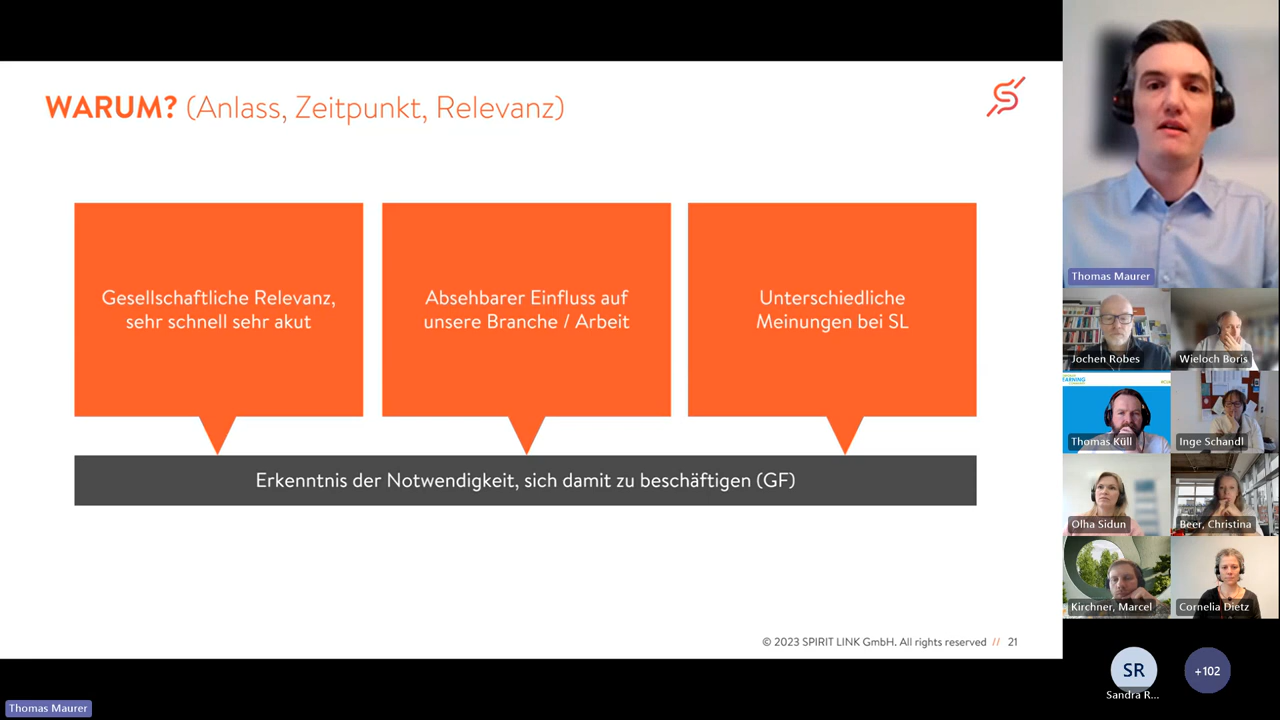 WARUM? (Anlass, Zeitpunkt, Relevanz)
Gesellschaftliche Relevanz,
sehr schnell sehr akut
Absehbarer Einfluss auf
unsere Branche / Arbeit
Unterschiedliche
Meinungen bei SL
Erkenntnis der Notwendigkeit, sich damit zu beschäftigen (GF)
© 2023 SPIRIT LINK GmbH. All rights reserved // 21
Thomas Maurer
Jochen Robes
Wieloch Boris
Thomas Küll
Inge Schandl
Olha Sidun
Beer, Christina
Kirchner, Marcel
Cornelia Dietz
SR
Sandra R...
+102
Thomas Maurer